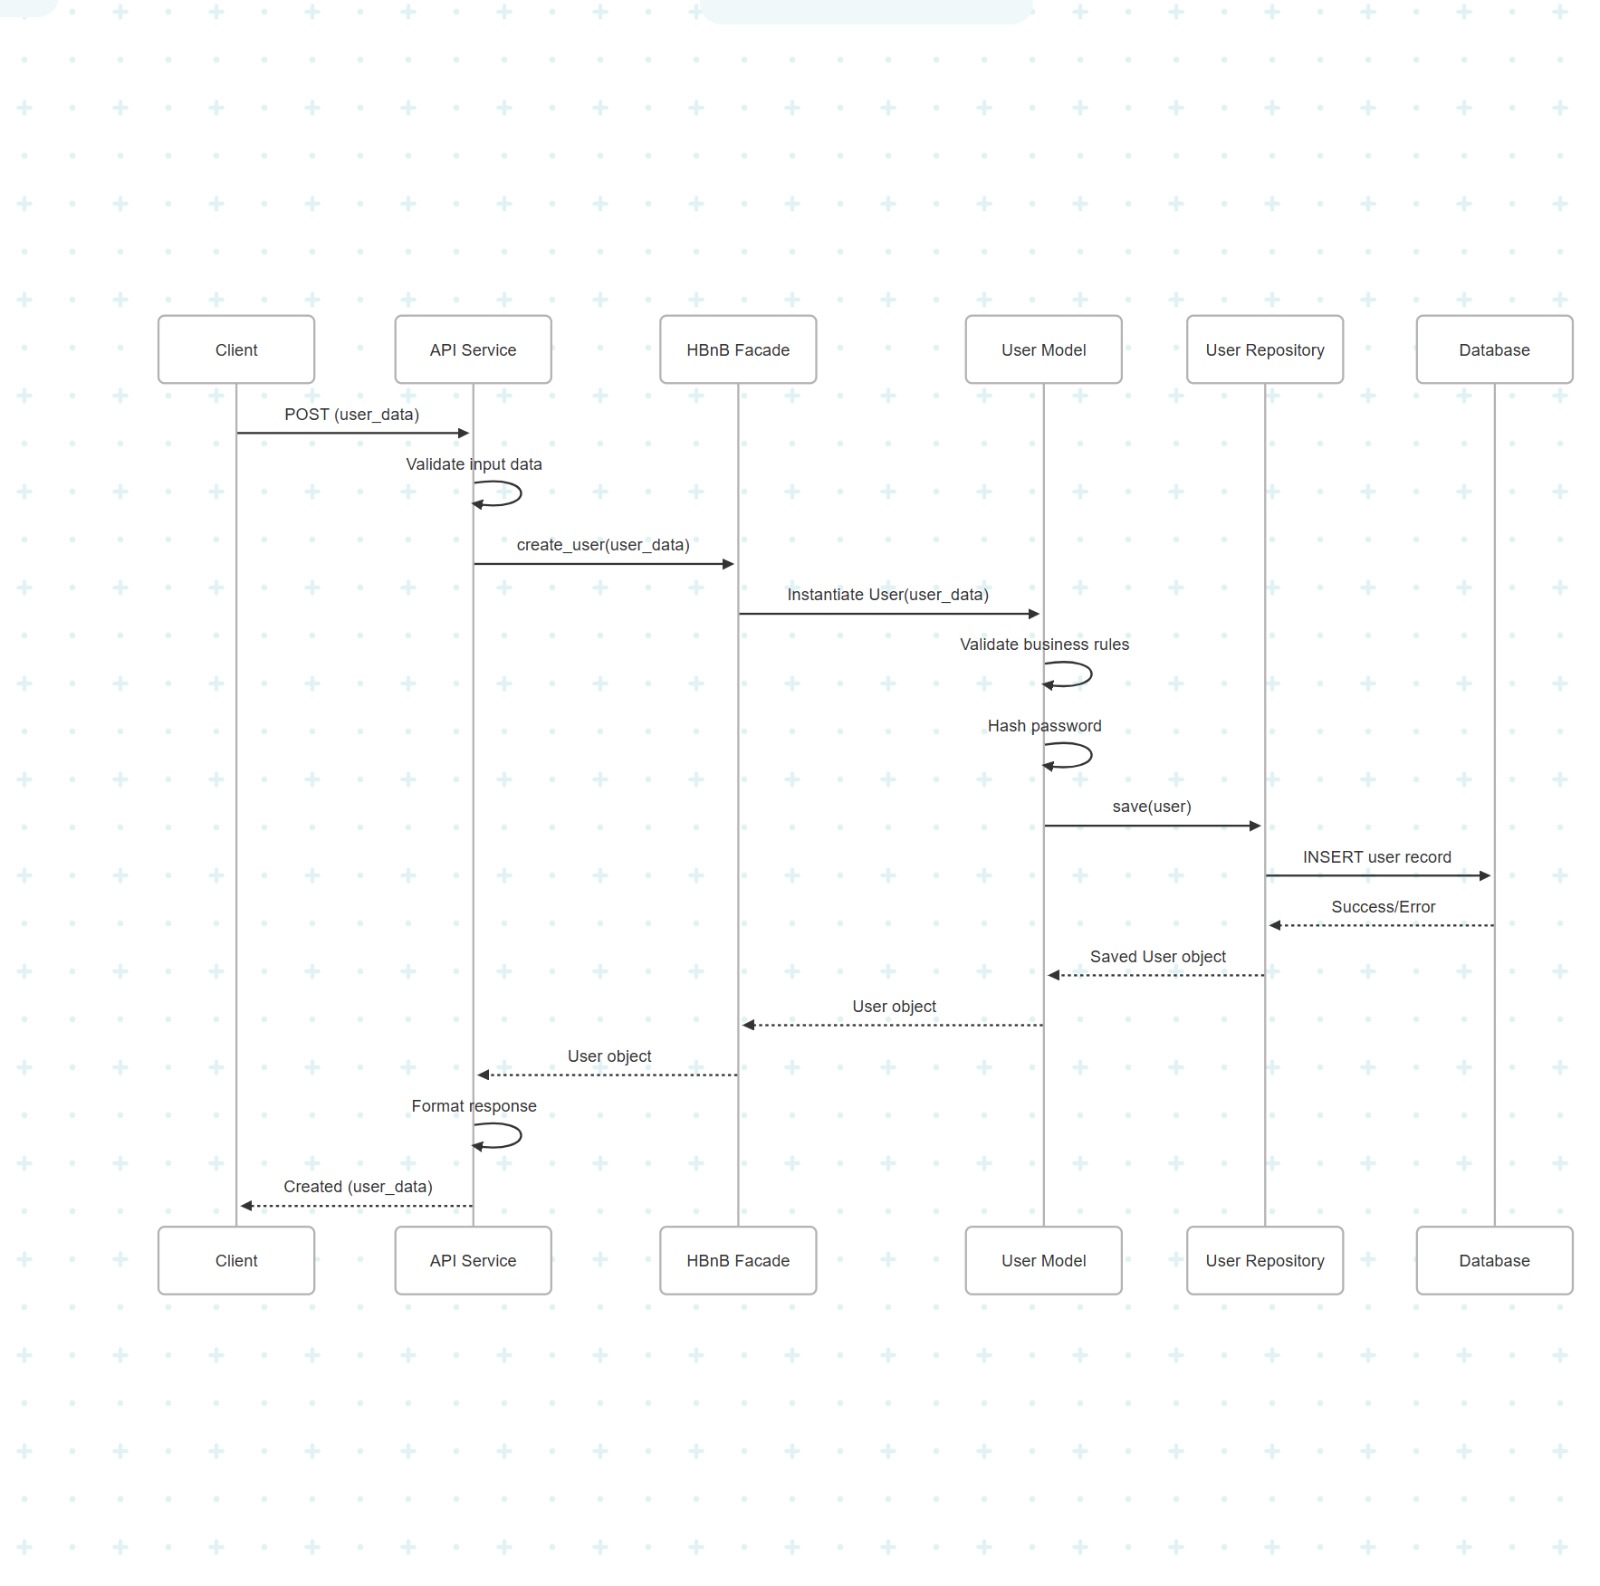 Client
API Service
HBnB Facade
User Model
User Repository
Database
POST (user_data)
Validate input data
create_user(user_data)
Instantiate User(user_data)
Validate business rules
Hash password
save(user)
INSERT user record
Success/Error
Saved User object
User object
User object
Format response
Created (user_data)
Client
API Service
HBnB Facade
User Model
User Repository
Database